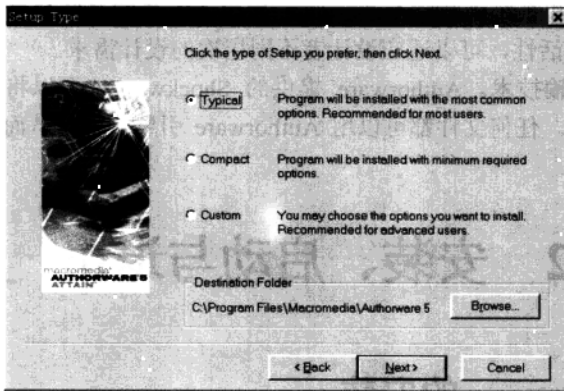 Setup Type
Click the type of Setup you prefer, then click Next.
Typical
Program will be installed with the most common
options. Recommended for most users.
Compact
Program will be installed with minimum required
options.
Custom
You may choose the options you want to install.
Recommended for advanced users.
macromedia
AUTHORWARE 5
ATTAIN
Destination Folder
C:\Program Files\Macromedia\Authorware 5
Browse...
< Back
Next >
Cancel